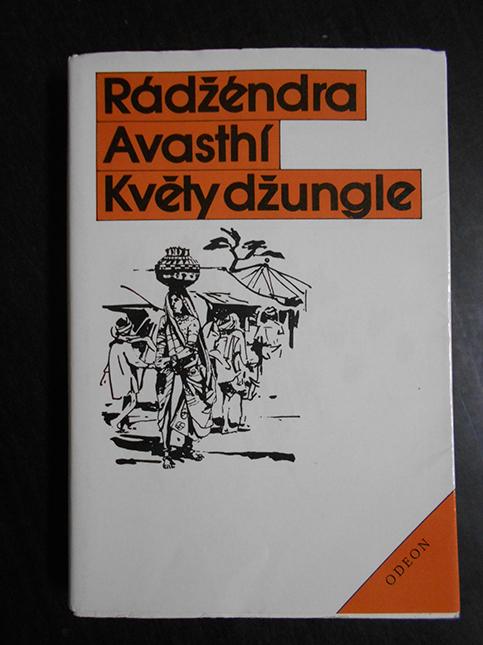 Rádžéndra
Avasthí
Květy džungle
ODEON